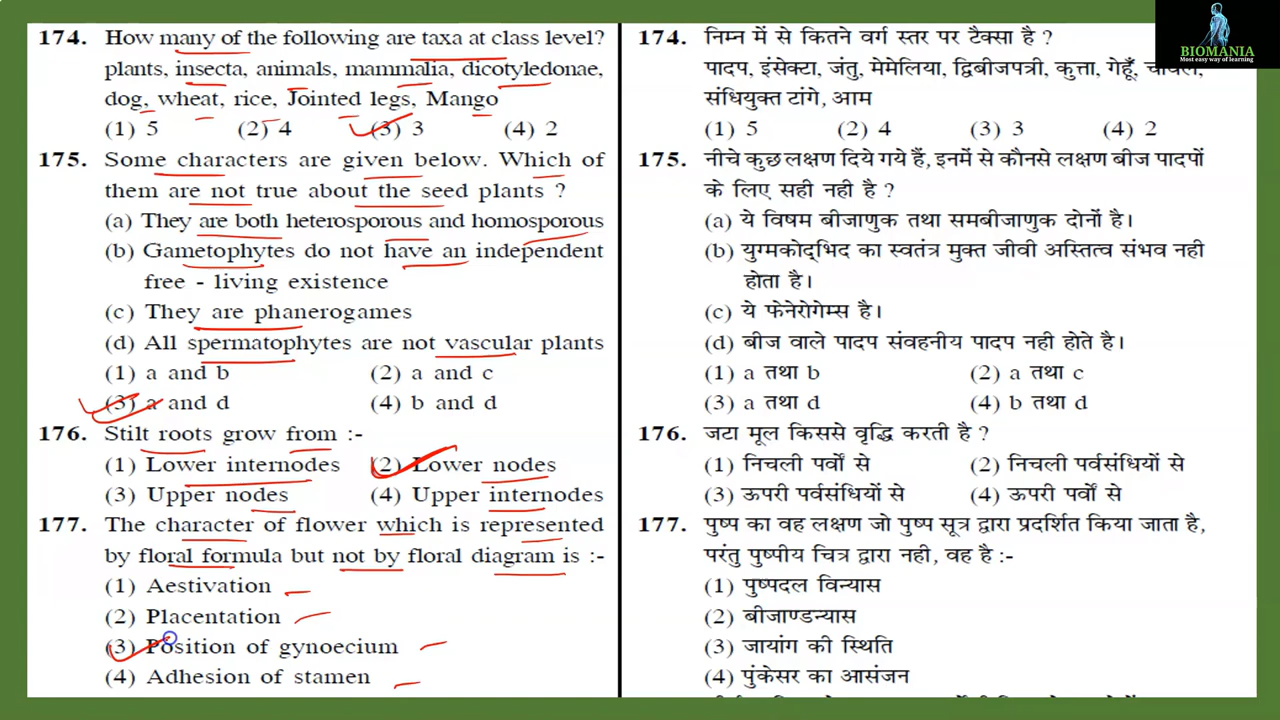 BIOMANIA
Most easy way of learning
174. How many of the following are taxa at class level?
plants, insecta, animals, mammalia, dicotyledonae,
dog, wheat, rice, Jointed legs, Mango
(1) 5 (2) 4 (3) 3 (4) 2
175. Some characters are given below. Which of
them are not true about the seed plants ?
(a) They are both heterosporous and homosporous
(b) Gametophytes do not have an independent
free - living existence
(c) They are phanerogames
(d) All spermatophytes are not vascular plants
(1) a and b (2) a and c
(3) a and d (4) b and d
176. Stilt roots grow from :-
(1) Lower internodes (2) Lower nodes
(3) Upper nodes (4) Upper internodes
177. The character of flower which is represented
by floral formula but not by floral diagram is :-
(1) Aestivation
(2) Placentation
(3) Position of gynoecium
(4) Adhesion of stamen
174. निम्न में से कितने वर्ग स्तर पर टैक्सा है ?
पादप, इंसेक्टा, जंतु, मेमेलिया, द्विबीजपत्री, कुत्ता, गेहूँ,
संधियुक्त टांगे, आम
(1) 5 (2) 4 (3) 3 (4) 2
175. नीचे कुछ लक्षण दिये गये हैं, इनमें से कौनसे लक्षण बीज पादपों
के लिए सही नही है ?
(a) ये विषम बीजाणुक तथा समबीजाणुक दोनों है।
(b) युग्मकोद्भिद का स्वतंत्र मुक्त जीवी अस्तित्व संभव नही
होता है।
(c) ये फेनेरोगेम्स है।
(d) बीज वाले पादप संवहनीय पादप नही होते है।
(1) a तथा b (2) a तथा c
(3) a तथा d (4) b तथा d
176. जटा मूल किससे वृद्धि करती है ?
(1) निचली पर्वों से (2) निचली पर्वसंधियों से
(3) ऊपरी पर्वसंधियों से (4) ऊपरी पर्वों से
177. पुष्प का वह लक्षण जो पुष्प सूत्र द्वारा प्रदर्शित किया जाता है,
परंतु पुष्पीय चित्र द्वारा नही, वह है :-
(1) पुष्पदल विन्यास
(2) बीजाण्डन्यास
(3) जायांग की स्थिति
(4) पुंकेसर का आसंजन